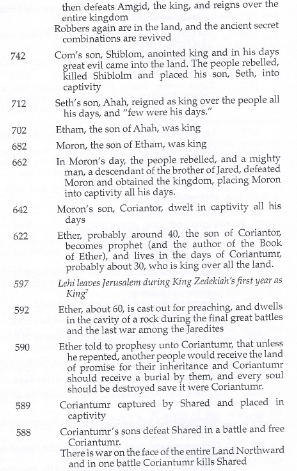 then defeats Amgid, the king, and reigns over the
entire kingdom
Robbers again are in the land, and the ancient secret
combinations are revived
742 Com's son, Shiblom, anointed king and in his days
great evil came into the land. The people rebelled,
killed Shiblolm and placed his son, Seth, into
captivity
712 Seth's son, Ahah, reigned as king over the people all
his days, and "few were his days."
702 Etham, the son of Ahah, was king
682 Moron, the son of Etham, was king
662 In Moron's day, the people rebelled, and a mighty
man, a descendant of the brother of Jared, defeated
Moron and obtained the kingdom, placing Moron
into captivity all his days.
642 Moron's son, Coriantor, dwelt in captivity all his
days
622 Ether, probably around 40, the son of Coriantor,
becomes prophet (and the author of the Book
of Ether), and lives in the days of Coriantumr,
probably about 30, who is king over all the land.
597 Lehi leaves Jerusalem during King Zedekiah's first year as
King
592 Ether, about 60, is cast out for preaching, and dwells
in the cavity of a rock during the final great battles
and the last war among the Jaredites
590 Ether told to prophesy unto Coriantumr, that unless
he repented, another people would receive the land
of promise for their inheritance and Coriantumr
should receive a burial by them, and every soul
should be destroyed save it were Coriantumr.
589 Coriantumr captured by Shared and placed in
captivity
588 Coriantumr's sons defeat Shared in a battle and free
Coriantumr.
There is war on the face of the entire Land Northward
and in one battle Coriantumr kills Shared